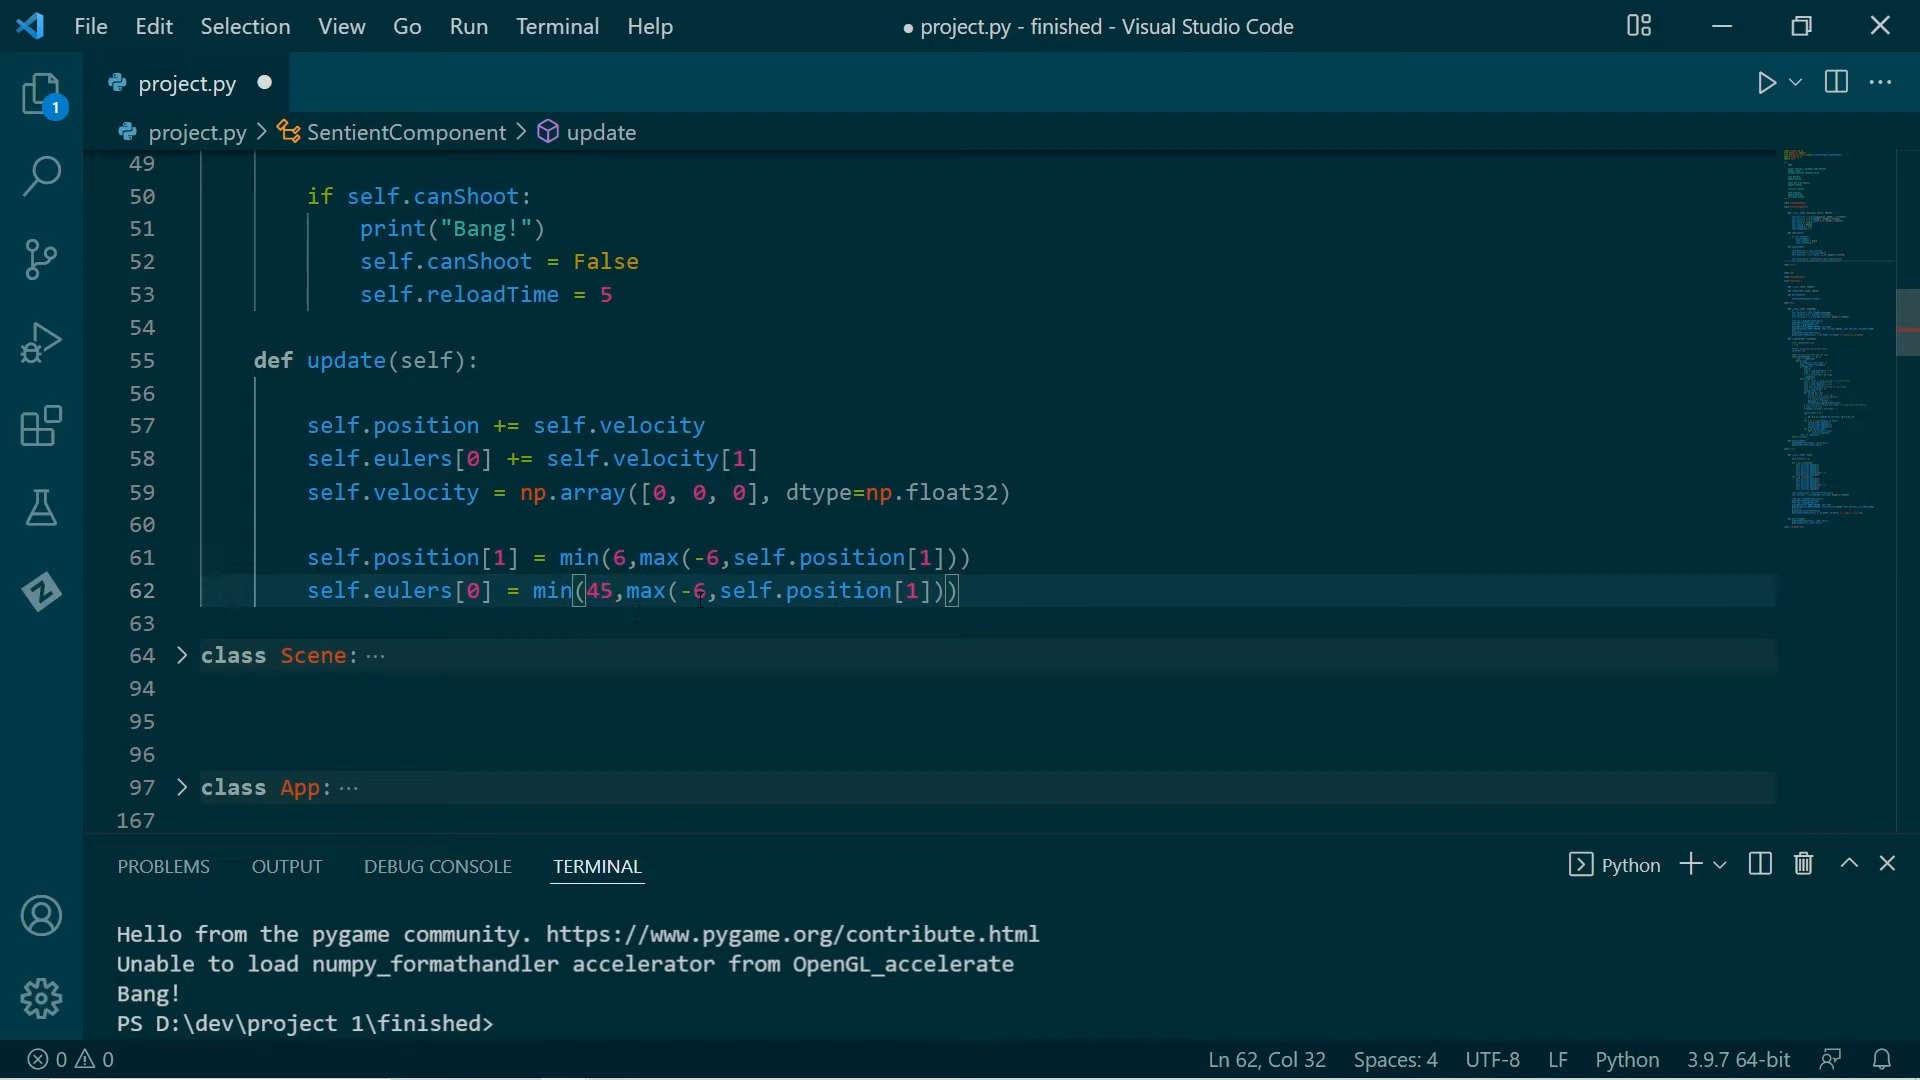 File Edit Selection View Go Run Terminal Help
● project.py - finished - Visual Studio Code
project.py
1
project.py > SentientComponent > update
49
50 if self.canShoot:
51 print("Bang!")
52 self.canShoot = False
53 self.reloadTime = 5
54
55 def update(self):
56
57 self.position += self.velocity
58 self.eulers[0] += self.velocity[1]
59 self.velocity = np.array([0, 0, 0], dtype=np.float32)
60
61 self.position[1] = min(6,max(-6,self.position[1]))
62 self.eulers[0] = min(45,max(-6,self.position[1]))
63
64 class Scene: ···
94
95
96
97 class App: ···
167
PROBLEMS OUTPUT DEBUG CONSOLE TERMINAL
Python
Hello from the pygame community. https://www.pygame.org/contribute.html
Unable to load numpy_formathandler accelerator from OpenGL_accelerate
Bang!
PS D:\dev\project 1\finished>
0 0 Ln 62, Col 32 Spaces: 4 UTF-8 LF Python 3.9.7 64-bit